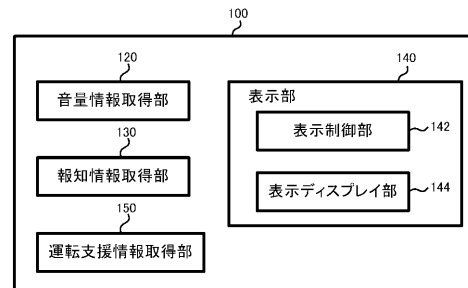 100
120
音量情報取得部
130
報知情報取得部
150
運転支援情報取得部
140
表示部
表示制御部
142
表示ディスプレイ部
144